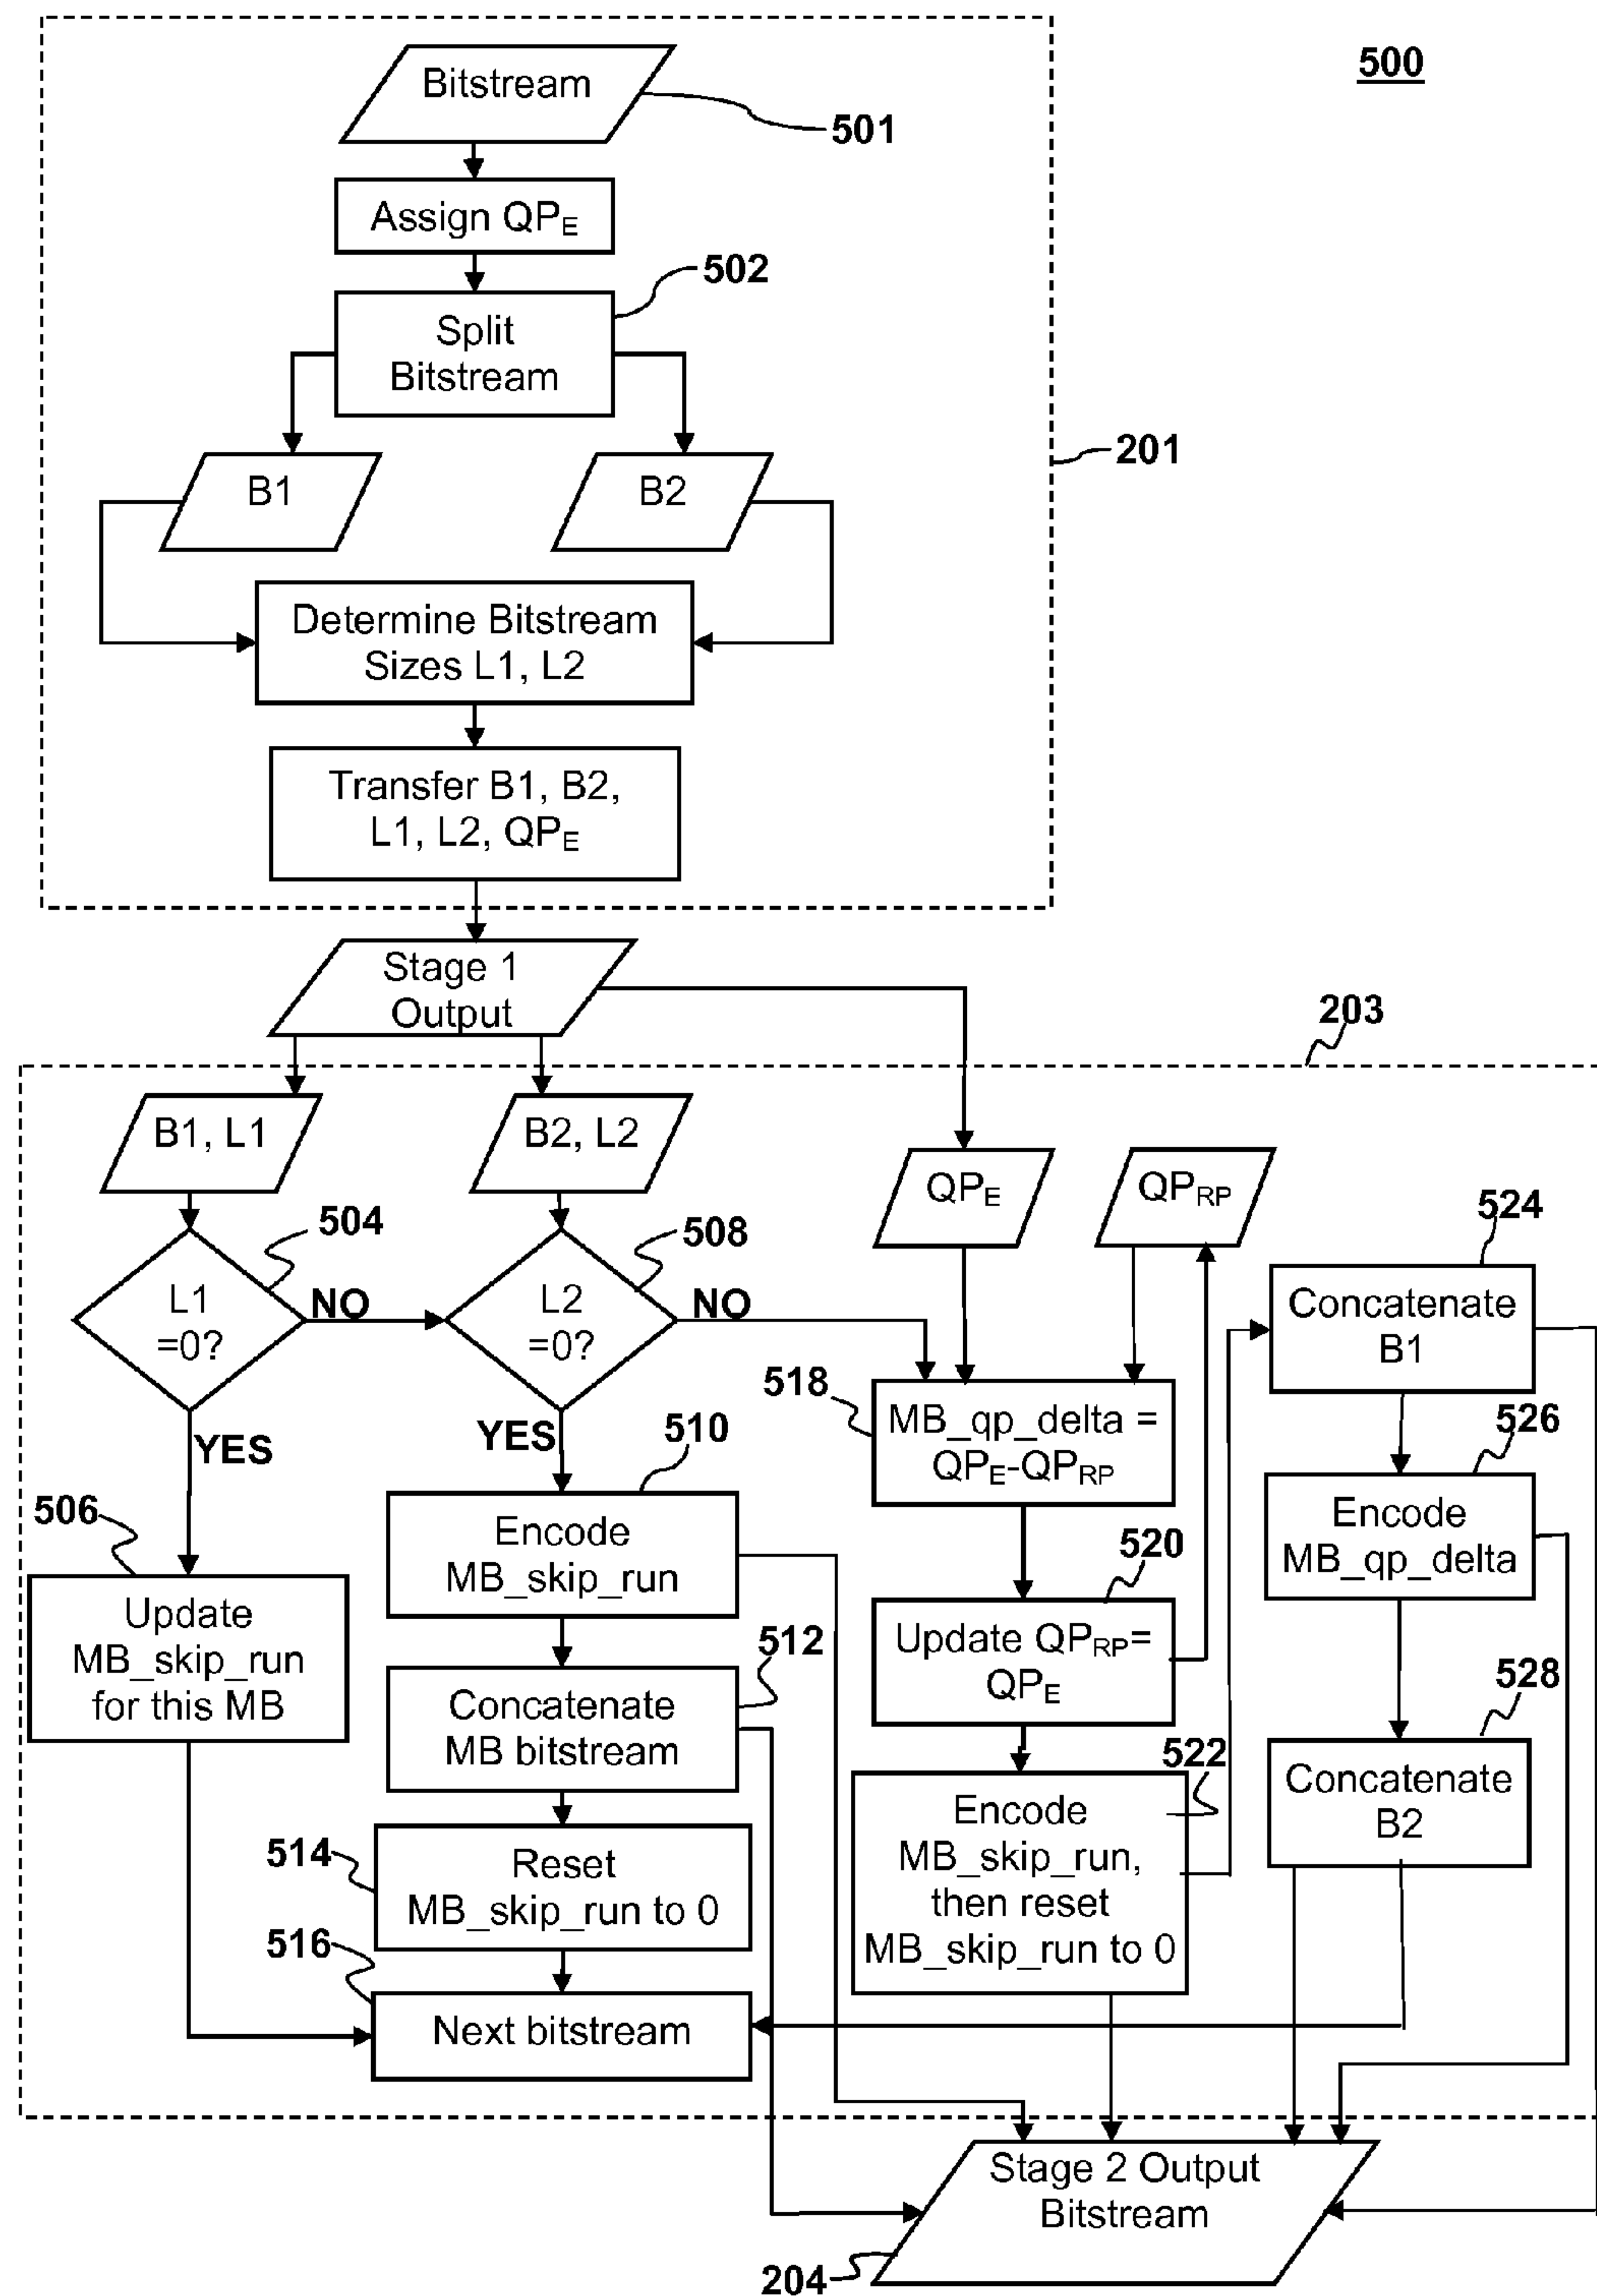 500
Bitstream
501
Assign QPE
502
Split
Bitstream
B1
B2
201
Determine Bitstream
Sizes L1, L2
Transfer B1, B2,
L1, L2, QPE
Stage 1
Output
203
B1, L1
B2, L2
QPE
QPRP
504
508
524
L1
=0?
NO
L2
=0?
NO
Concatenate
B1
518
MB_qp_delta =
QPE-QPRP
YES
YES
510
526
506
Encode
MB_skip_run
520
Encode
MB_qp_delta
Update
MB_skip_run
for this MB
512
Update QPRP=
QPE
528
Concatenate
MB bitstream
522
Concatenate
B2
514
Reset
MB_skip_run to 0
Encode
MB_skip_run,
then reset
MB_skip_run to 0
516
Next bitstream
Stage 2 Output
Bitstream
204